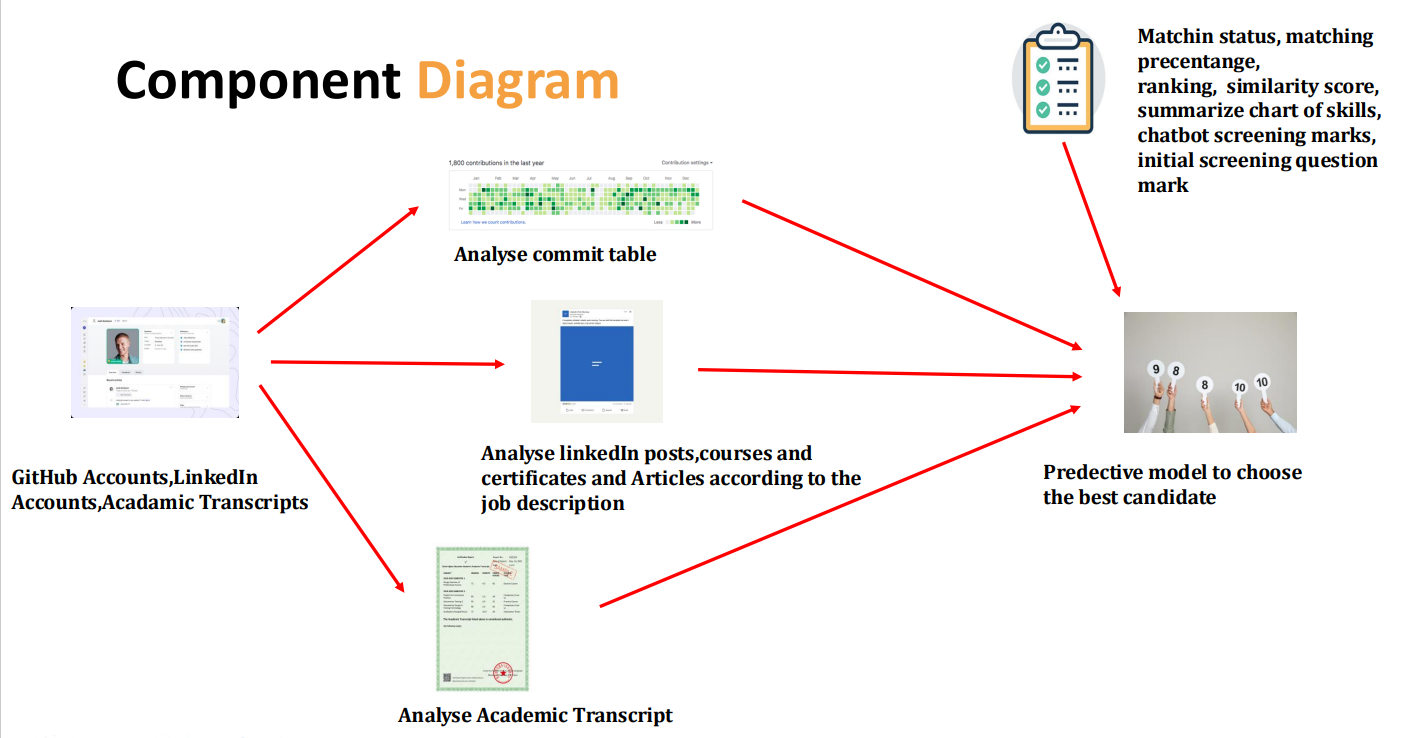 Component Diagram
Matchin status, matching
precentange,
ranking,  similarity score,
summarize chart of skills,
chatbot screening marks,
initial screening question
mark
1,800 contributions in the last year
Contribution settings
Jan Feb Mar Apr May Jun Jul Aug Sep Oct Nov Dec
Mon
Wed
Fri
Learn how we count contributions.
Less More
Analyse commit table
9 8 8 10 10
GitHub Accounts,LinkedIn
Accounts,Acadamic Transcripts
Analyse linkedIn posts,courses and
certificates and Articles according to the
job description
Predective model to choose
the best candidate
Analyse Academic Transcript